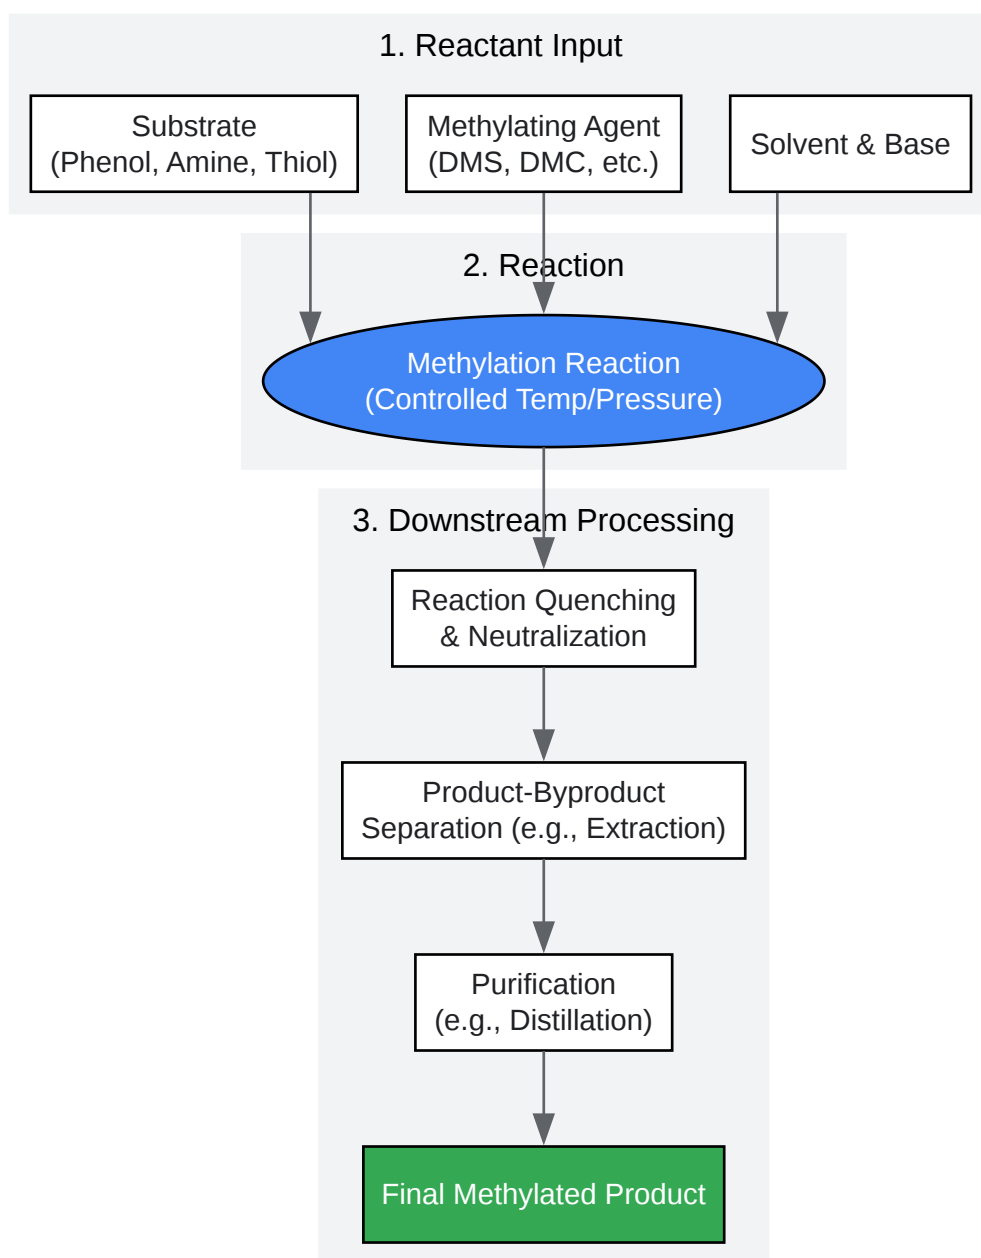 1. Reactant Input
Substrate
(Phenol, Amine, Thiol)
Methylating Agent
(DMS, DMC, etc.)
Solvent & Base
2. Reaction
Methylation Reaction
(Controlled Temp/Pressure)
3. Downstream Processing
Reaction Quenching
& Neutralization
Product-Byproduct
Separation (e.g., Extraction)
Purification
(e.g., Distillation)
Final Methylated Product